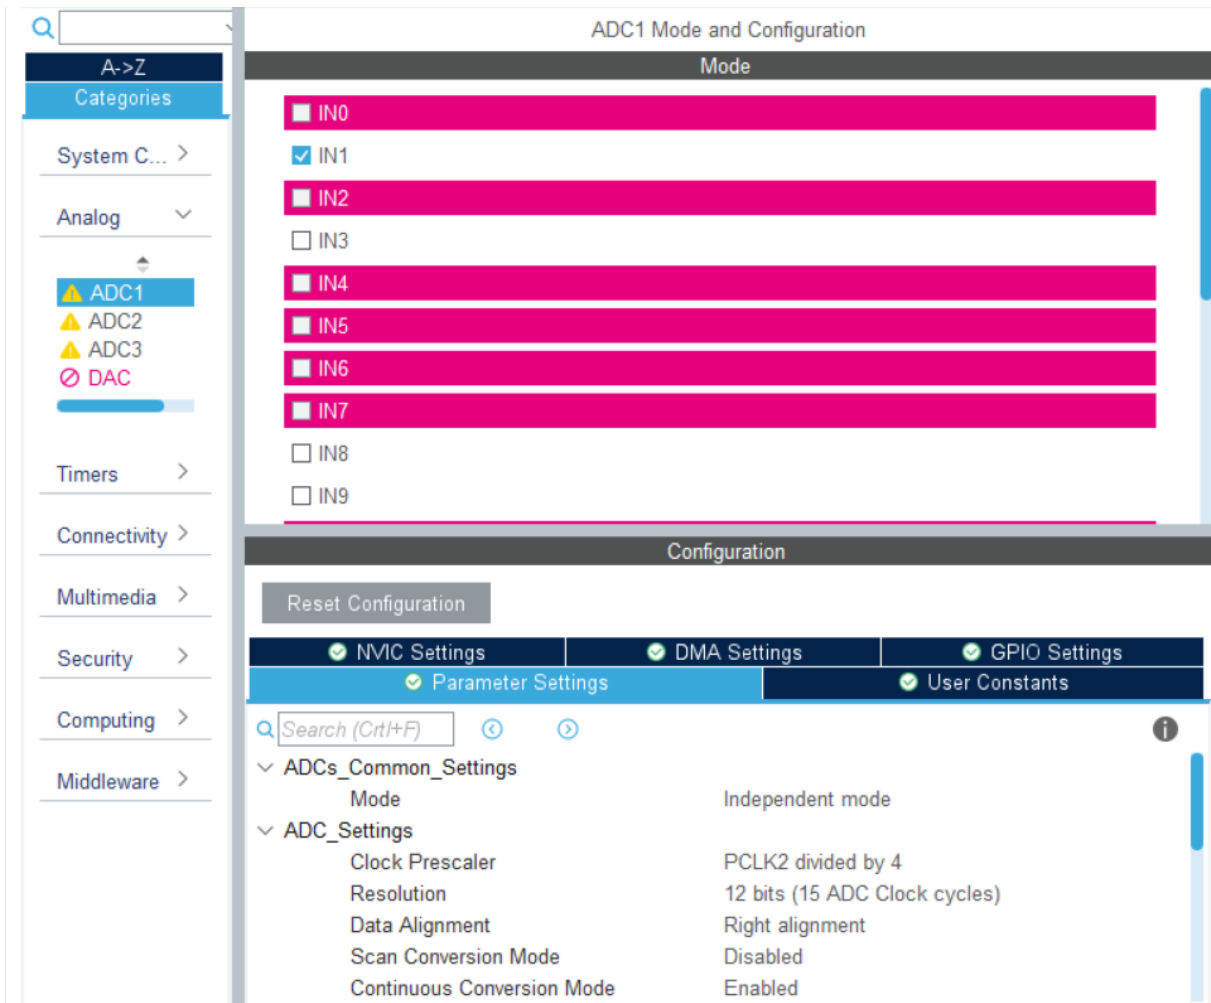 ADC1 Mode and Configuration
A->Z
Categories
System C...
Analog
ADC1
ADC2
ADC3
DAC
Timers
Connectivity
Multimedia
Security
Computing
Middleware
Mode
IN0
IN1
IN2
IN3
IN4
IN5
IN6
IN7
IN8
IN9
Configuration
Reset Configuration
NVIC Settings
DMA Settings
GPIO Settings
Parameter Settings
User Constants
Search (Crtl+F)
ADCs_Common_Settings
Mode Independent mode
ADC_Settings
Clock Prescaler PCLK2 divided by 4
Resolution 12 bits (15 ADC Clock cycles)
Data Alignment Right alignment
Scan Conversion Mode Disabled
Continuous Conversion Mode Enabled